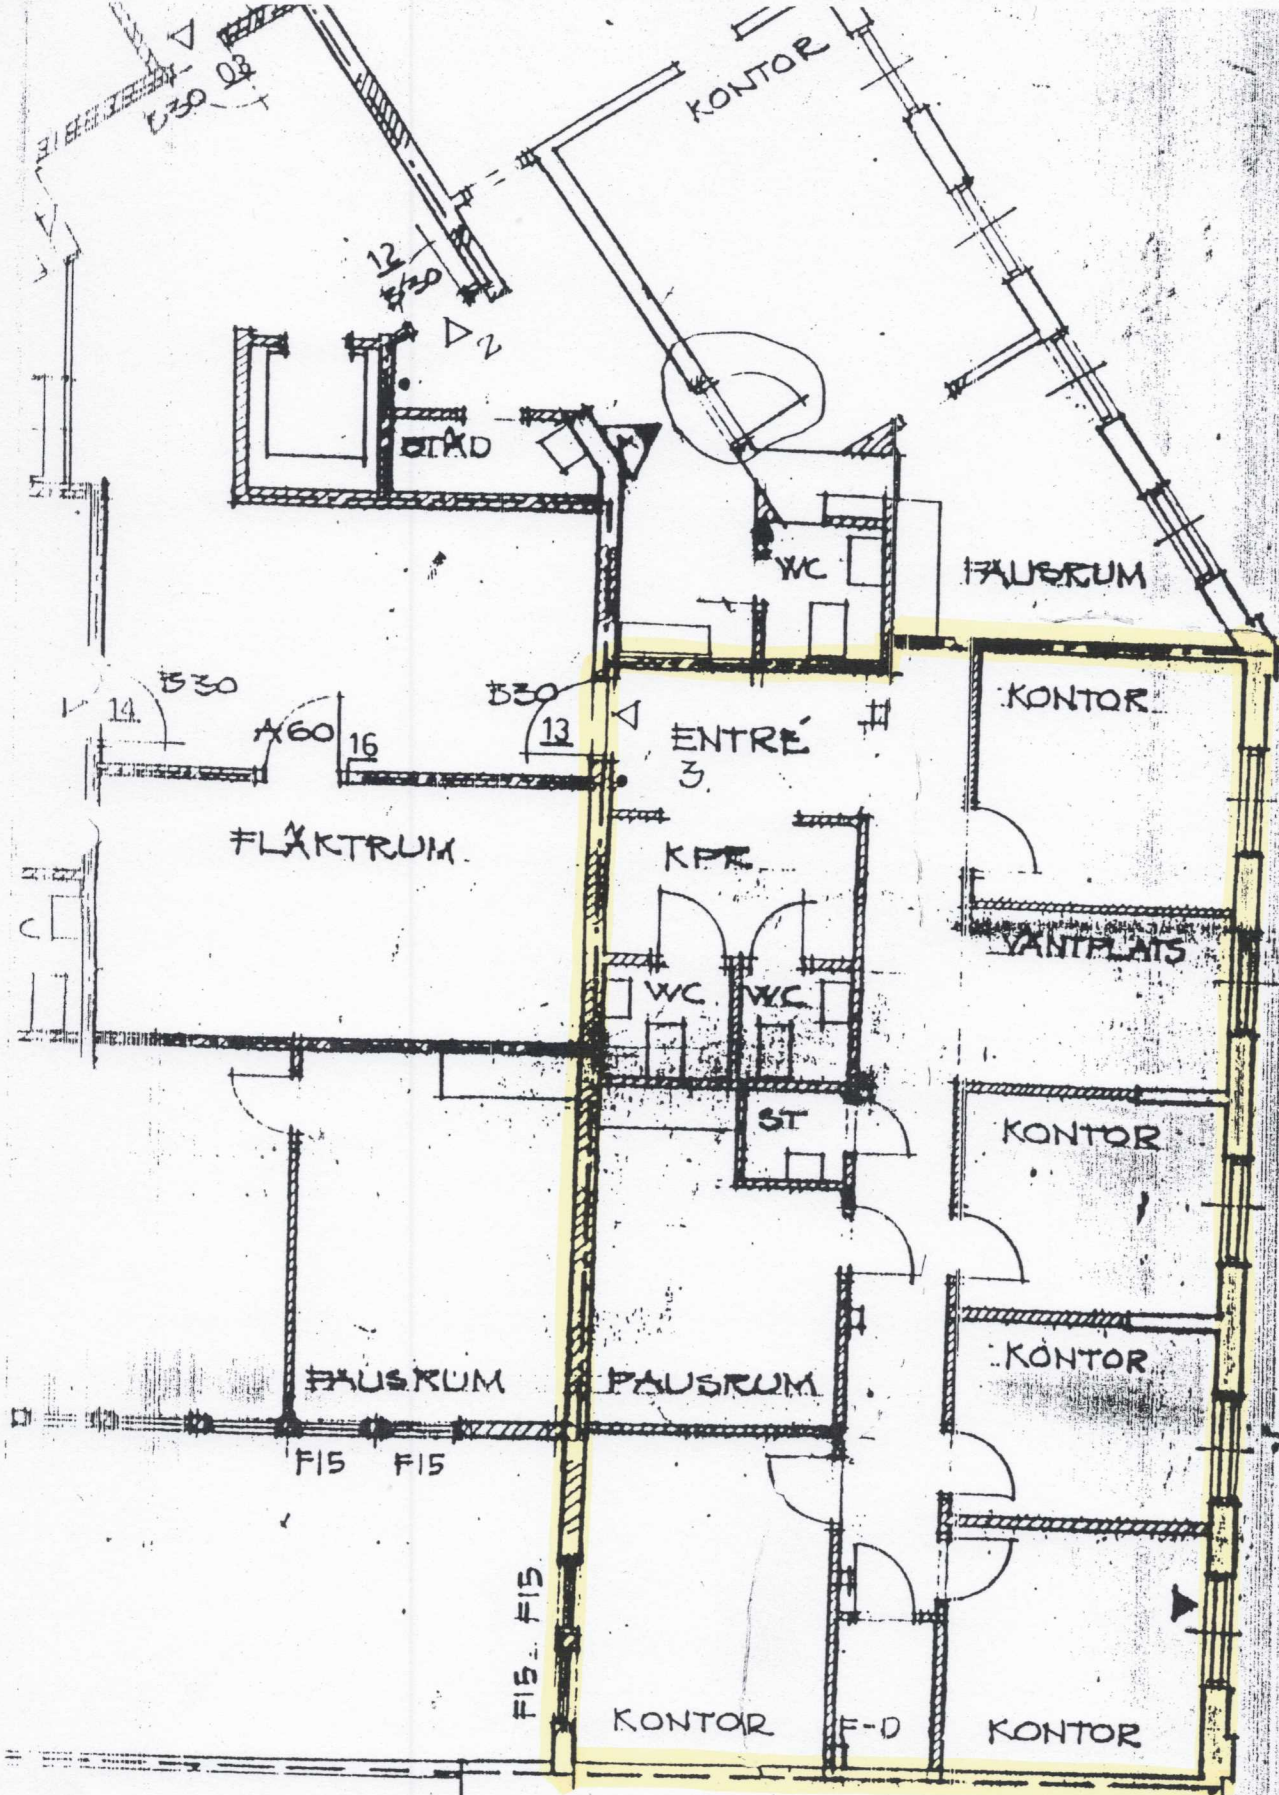 03
B30
KONTOR
12
B30
2
STÄD
WC
PAUSRUM
B30
14
A60
16
B30
13
ENTRÉ
3
KONTOR
FLÄKTRUM
KPR
VÄNTPLATS
C
WC
WC
ST
KONTOR
KONTOR
PAUSRUM
PAUSRUM
F15
F15
F15
F15
KONTOR
F-D
KONTOR